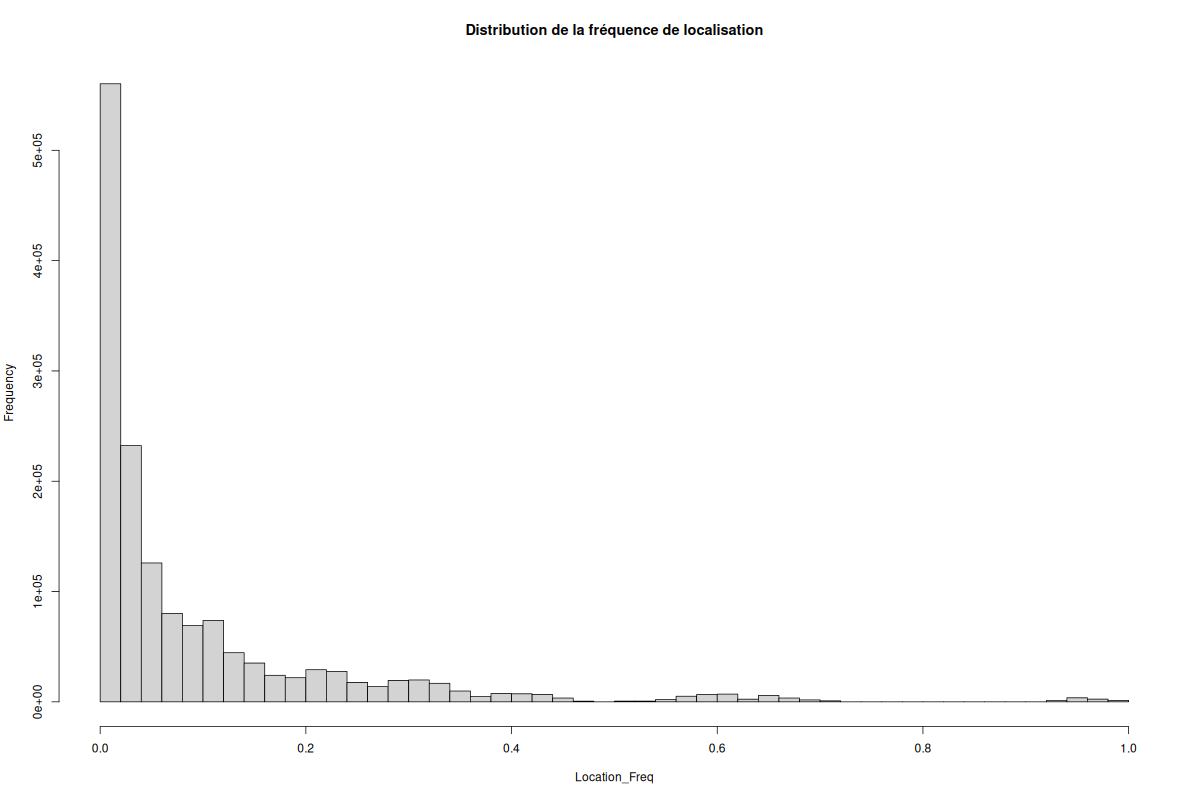 Distribution de la fréquence de localisation
Frequency
5e+05
4e+05
3e+05
2e+05
1e+05
0e+00
0.0 0.2 0.4 0.6 0.8 1.0
Location_Freq